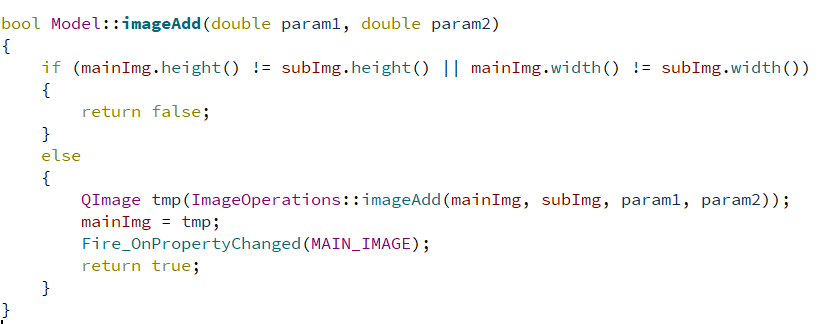 bool Model::imageAdd(double param1, double param2)
{
    if (mainImg.height() != subImg.height() || mainImg.width() != subImg.width())
    {
        return false;
    }
    else
    {
        QImage tmp(ImageOperations::imageAdd(mainImg, subImg, param1, param2));
        mainImg = tmp;
        Fire_OnPropertyChanged(MAIN_IMAGE);
        return true;
    }
}